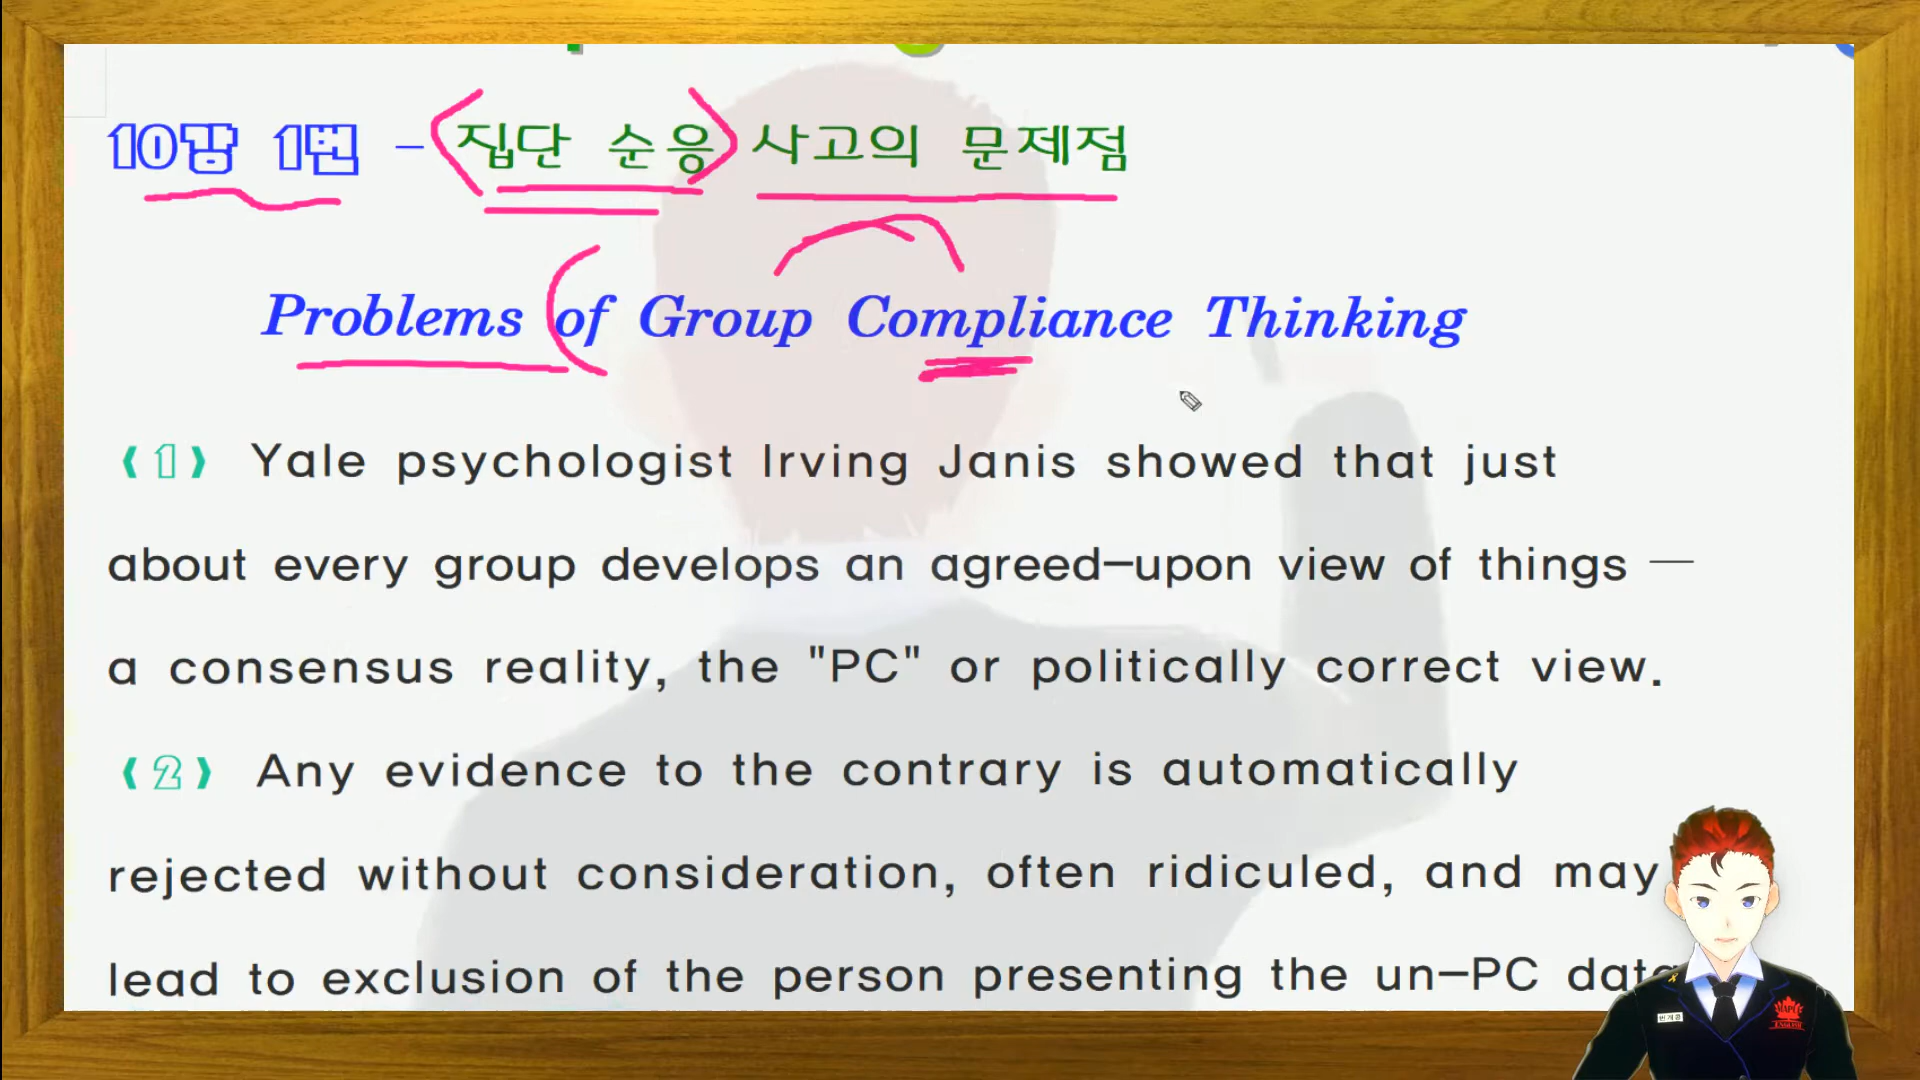 10강 1번 - 집단 순응 사고의 문제점
Problems of Group Compliance Thinking
(1) Yale psychologist Irving Janis showed that just
about every group develops an agreed-upon view of things —
a consensus reality, the "PC" or politically correct view.
(2) Any evidence to the contrary is automatically
rejected without consideration, often ridiculed, and may
lead to exclusion of the person presenting the un-PC data